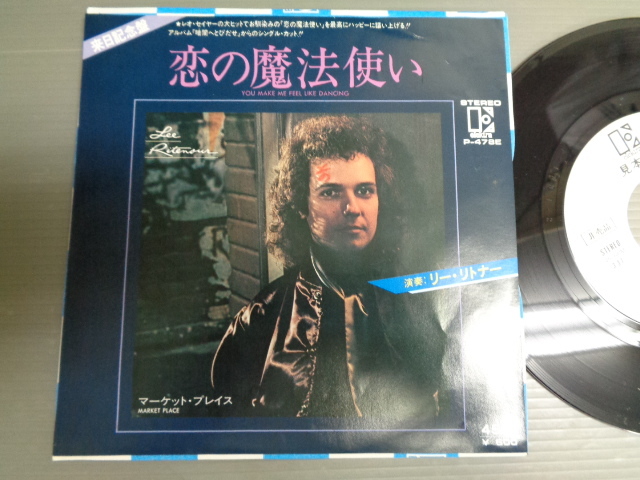 来日記念盤
★レオ・セイヤーの大ヒットでお馴染みの「恋の魔法使い」を最高にハッピーに謳い上げる!!
アルバム「暗闇へとびだせ」からのシングル・カット!!
恋の魔法使い
YOU MAKE ME FEEL LIKE DANCING
STEREO
P-478E
Lee
Ritenour
演奏：リー・リトナー
マーケット・プレイス
MARKET PLACE
¥600
見本
STEREO